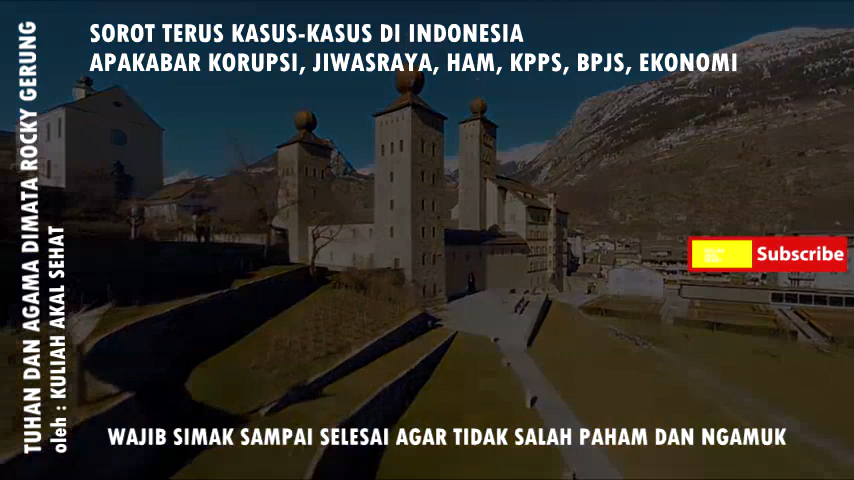 SOROT TERUS KASUS-KASUS DI INDONESIA
APAKABAR KORUPSI, JIWASRAYA, HAM, KPPS, BPJS, EKONOMI
TUHAN DAN AGAMA DIMATA ROCKY GERUNG
oleh : KULIAH AKAL SEHAT
Subscribe
WAJIB SIMAK SAMPAI SELESAI AGAR TIDAK SALAH PAHAM DAN NGAMUK